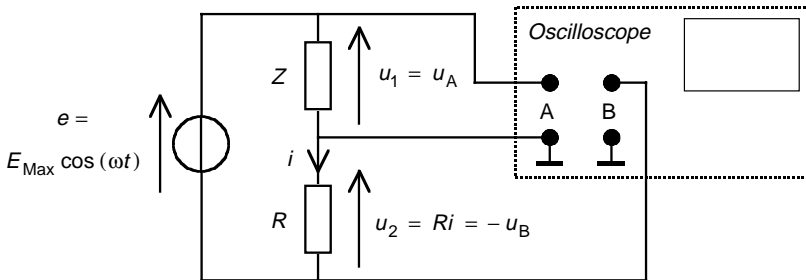 Oscilloscope
Z
u1 = uA
A
B
e =
EMax cos (ωt)
i
R
u2 = Ri = – uB